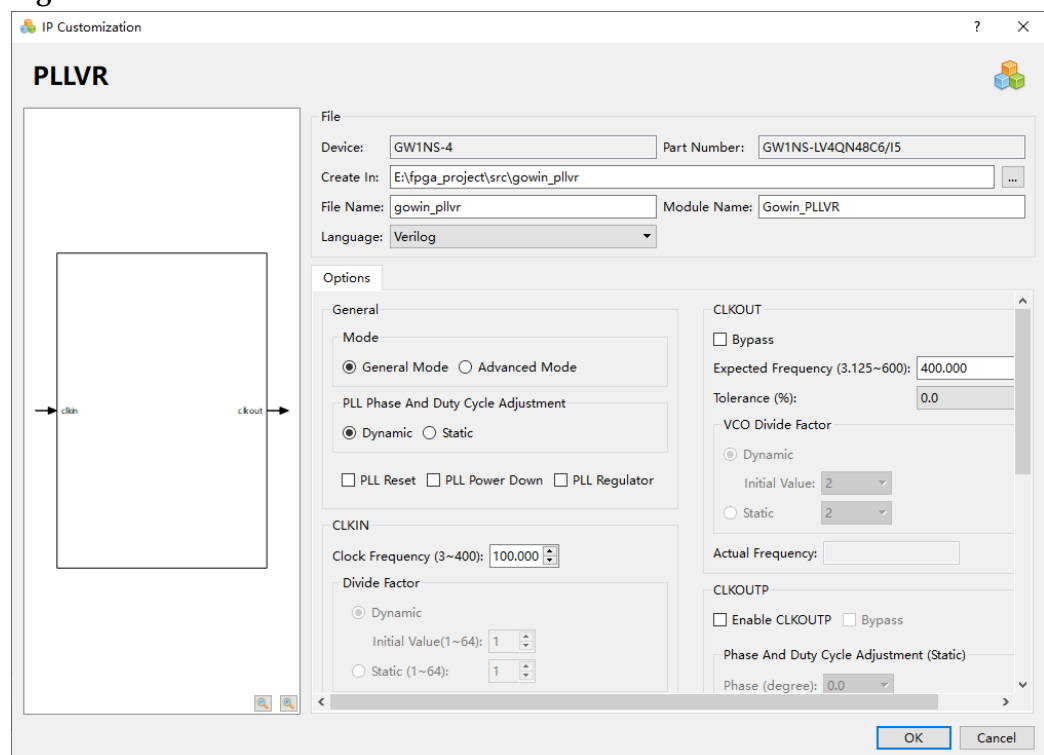 IP Customization
PLLVR
clkin
clkout
File
Device: GW1NS-4 Part Number: GW1NS-LV4QN48C6/I5
Create In: E:\fpga_project\src\gowin_pllvr ...
File Name: gowin_pllvr Module Name: Gowin_PLLVR
Language: Verilog
Options
General
Mode
General Mode Advanced Mode
PLL Phase And Duty Cycle Adjustment
Dynamic Static
PLL Reset PLL Power Down PLL Regulator
CLKIN
Clock Frequency (3~400): 100.000
Divide Factor
Dynamic
Initial Value(1~64): 1
Static (1~64): 1
CLKOUT
Bypass
Expected Frequency (3.125~600): 400.000
Tolerance (%): 0.0
VCO Divide Factor
Dynamic
Initial Value: 2
Static 2
Actual Frequency:
CLKOUTP
Enable CLKOUTP Bypass
Phase And Duty Cycle Adjustment (Static)
Phase (degree): 0.0
OK Cancel